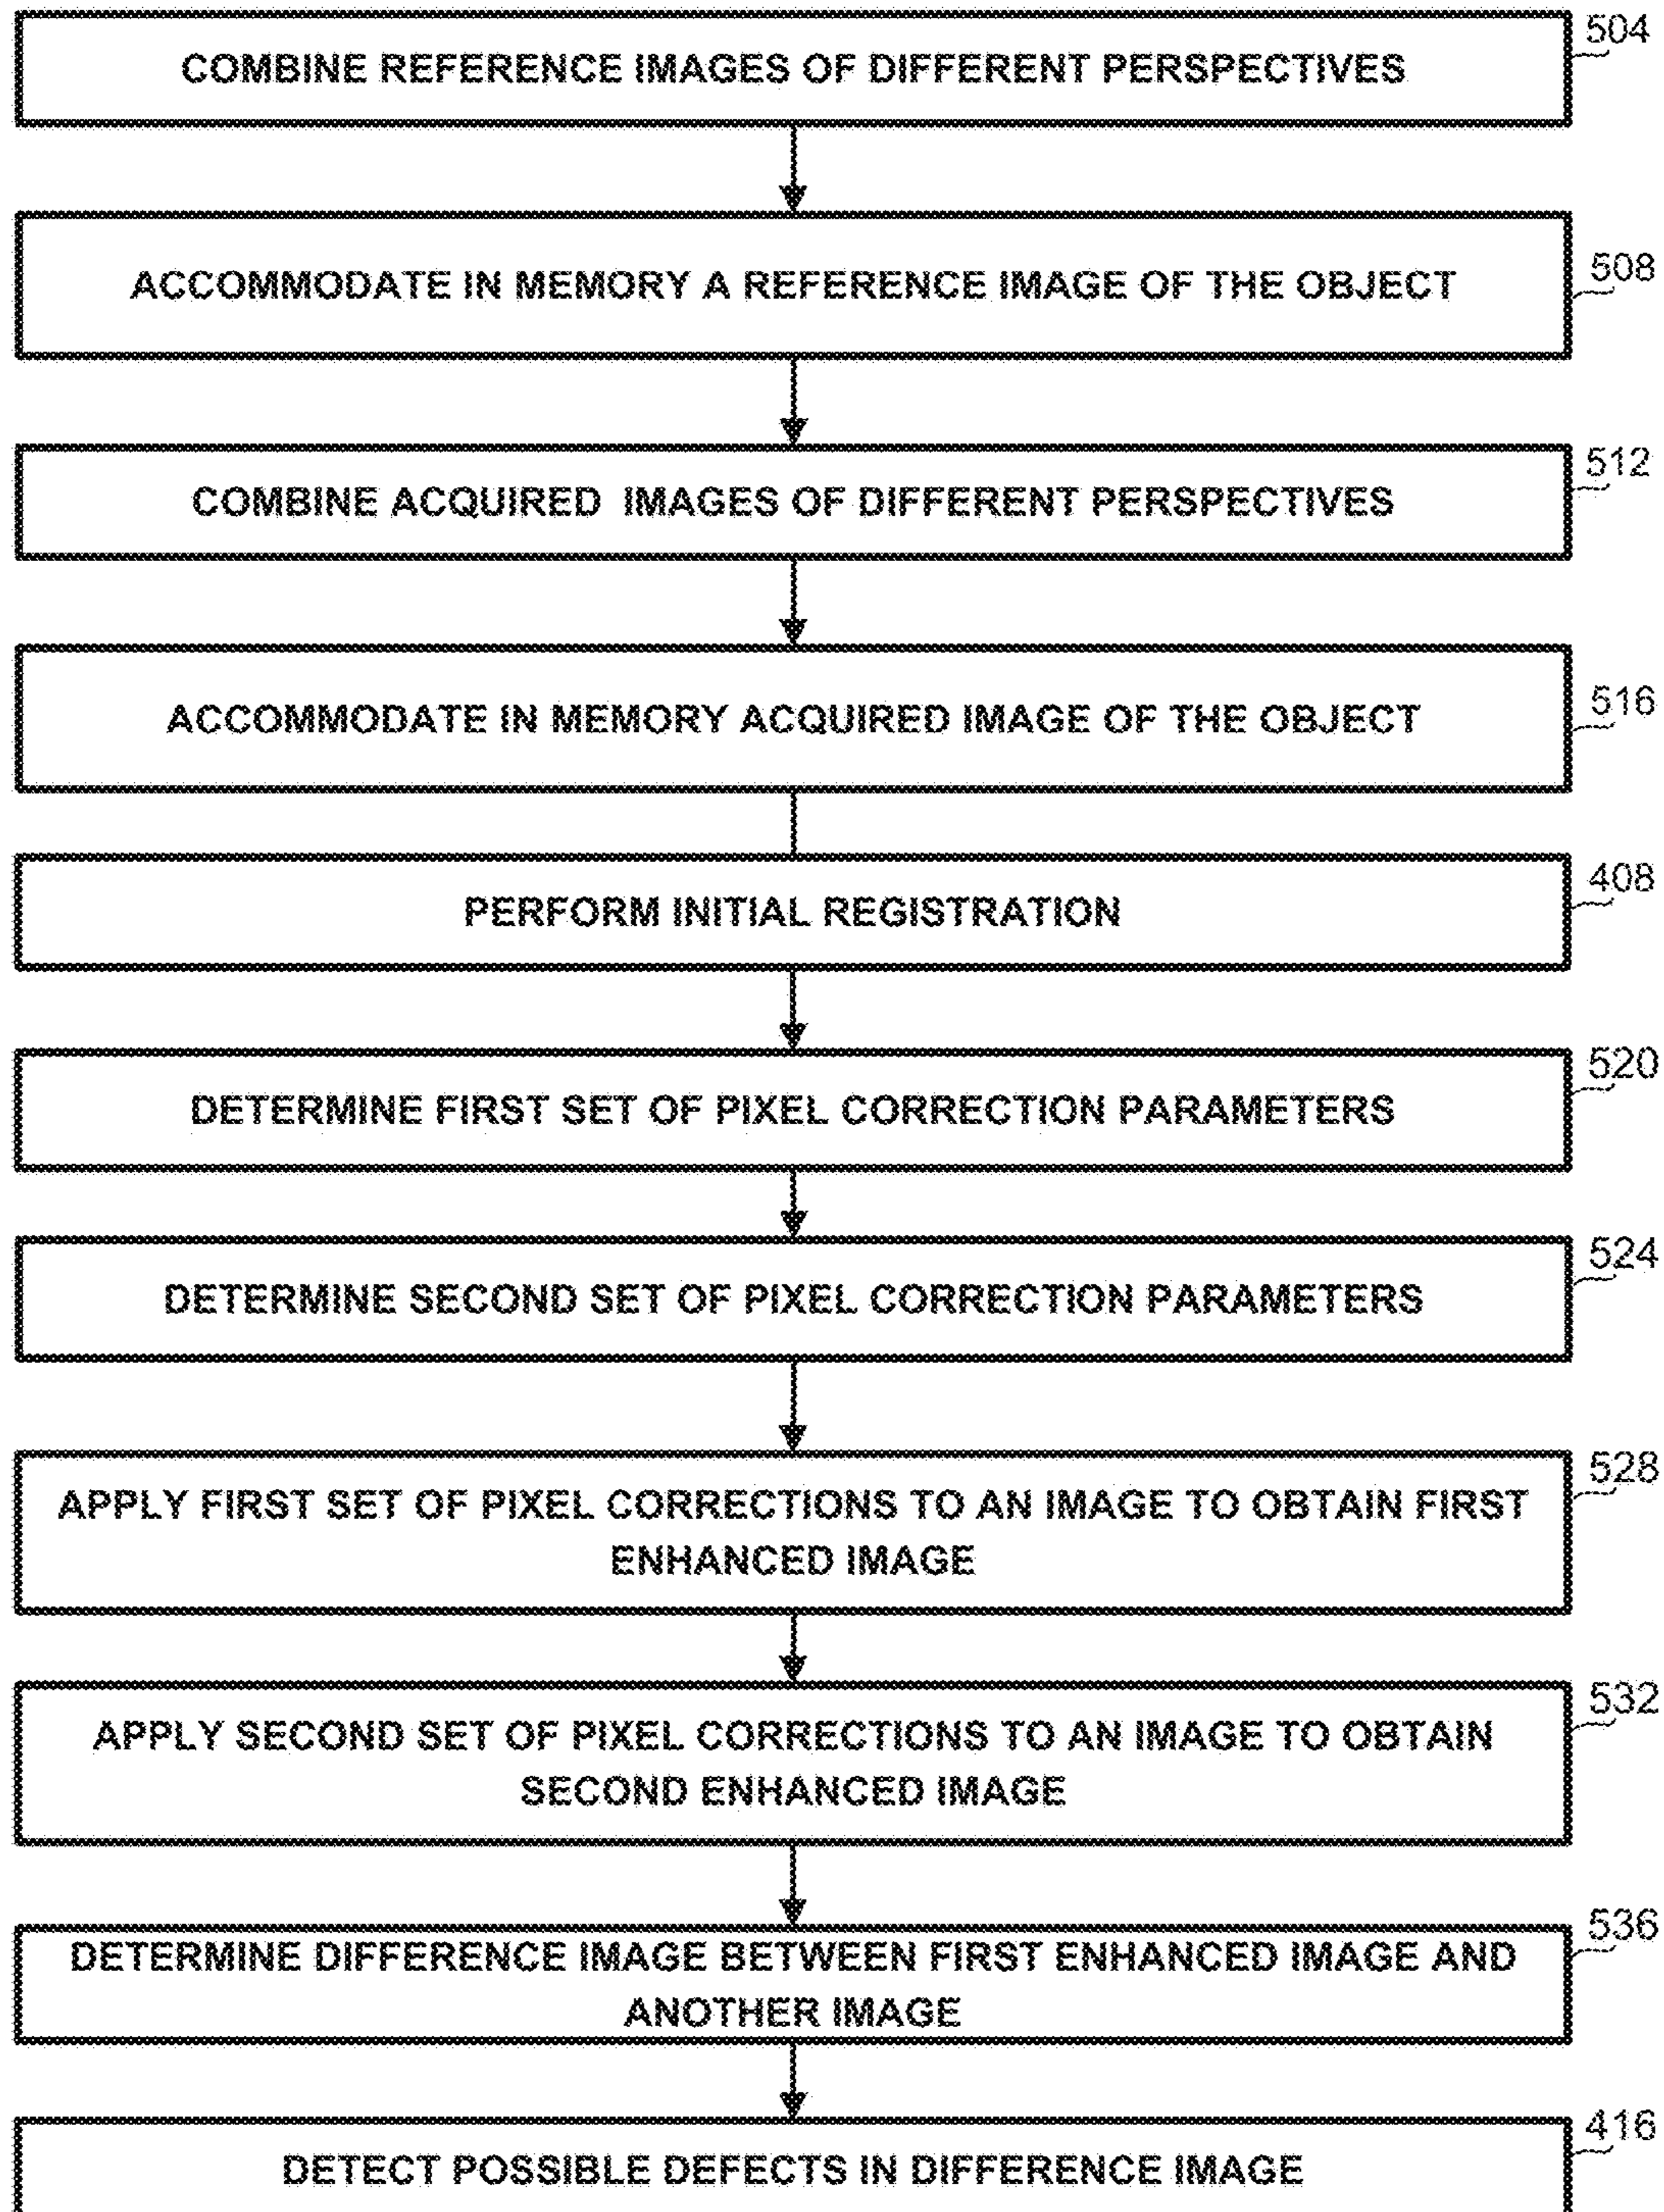 504
COMBINE REFERENCE IMAGES OF DIFFERENT PERSPECTIVES
508
ACCOMMODATE IN MEMORY A REFERENCE IMAGE OF THE OBJECT
512
COMBINE ACQUIRED IMAGES OF DIFFERENT PERSPECTIVES
516
ACCOMMODATE IN MEMORY ACQUIRED IMAGE OF THE OBJECT
408
PERFORM INITIAL REGISTRATION
520
DETERMINE FIRST SET OF PIXEL CORRECTION PARAMETERS
524
DETERMINE SECOND SET OF PIXEL CORRECTION PARAMETERS
528
APPLY FIRST SET OF PIXEL CORRECTIONS TO AN IMAGE TO OBTAIN FIRST
ENHANCED IMAGE
532
APPLY SECOND SET OF PIXEL CORRECTIONS TO AN IMAGE TO OBTAIN
SECOND ENHANCED IMAGE
536
DETERMINE DIFFERENCE IMAGE BETWEEN FIRST ENHANCED IMAGE AND
ANOTHER IMAGE
416
DETECT POSSIBLE DEFECTS IN DIFFERENCE IMAGE